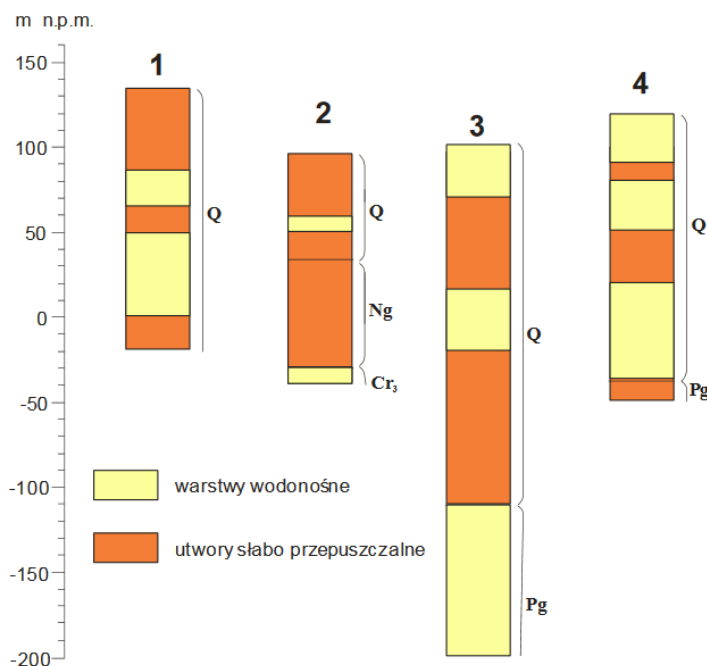 m n.p.m.
150
100
50
0
-50
-100
-150
-200
1
Q
2
Q
Ng
Cr₃
3
Q
Pg
4
Q
Pg
warstwy wodonośne
utwory słabo przepuszczalne